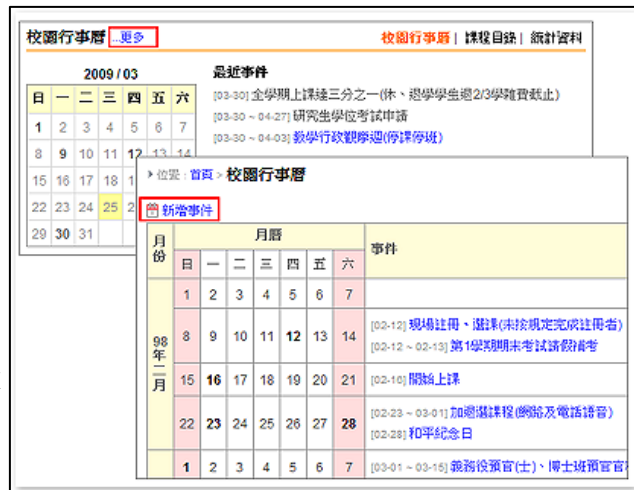 校園行事曆 ...更多
校園行事曆 | 課程目錄 | 統計資料
2009 / 03
日 一 二 三 四 五 六
1 2 3 4 5 6 7
8 9 10 11 12 13 14
15 16 17 18 1
22 23 24 25 2
29 30 31
最近事件
[03-30] 全學期上課達三分之一(休、退學學生退2/3學雜費截止)
[03-30 ~ 04-27] 研究生學位考試申請
[03-30 ~ 04-03] 教學行政觀摩週(停課停班)
位置 : 首頁 > 校園行事曆
新增事件
月份 月曆 事件
日 一 二 三 四 五 六
98年二月
1 2 3 4 5 6 7
8 9 10 11 12 13 14
[02-12] 現場註冊、選課(未按規定完成註冊者)
[02-12 ~ 02-13] 第1學期期末考試請假補考
15 16 17 18 19 20 21 [02-16] 開始上課
22 23 24 25 26 27 28
[02-23 ~ 03-01] 加退選課程(網路及電話語音)
[02-28] 和平紀念日
1 2 3 4 5 6 7 [03-01 ~ 03-15] 義務役預官(士)、博士班預官官